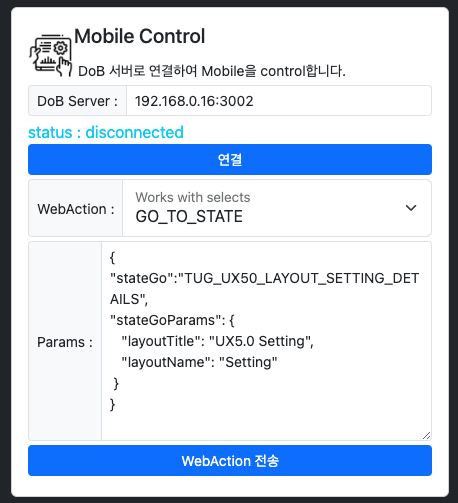 Mobile Control
DoB 서버로 연결하여 Mobile을 control합니다.
DoB Server : 192.168.0.16:3002
status : disconnected
연결
WebAction : Works with selects
GO_TO_STATE
Params :
{
"stateGo":"TUG_UX50_LAYOUT_SETTING_DET
AILS",
"stateGoParams": {
"layoutTitle": "UX5.0 Setting",
"layoutName": "Setting"
}
}
WebAction 전송